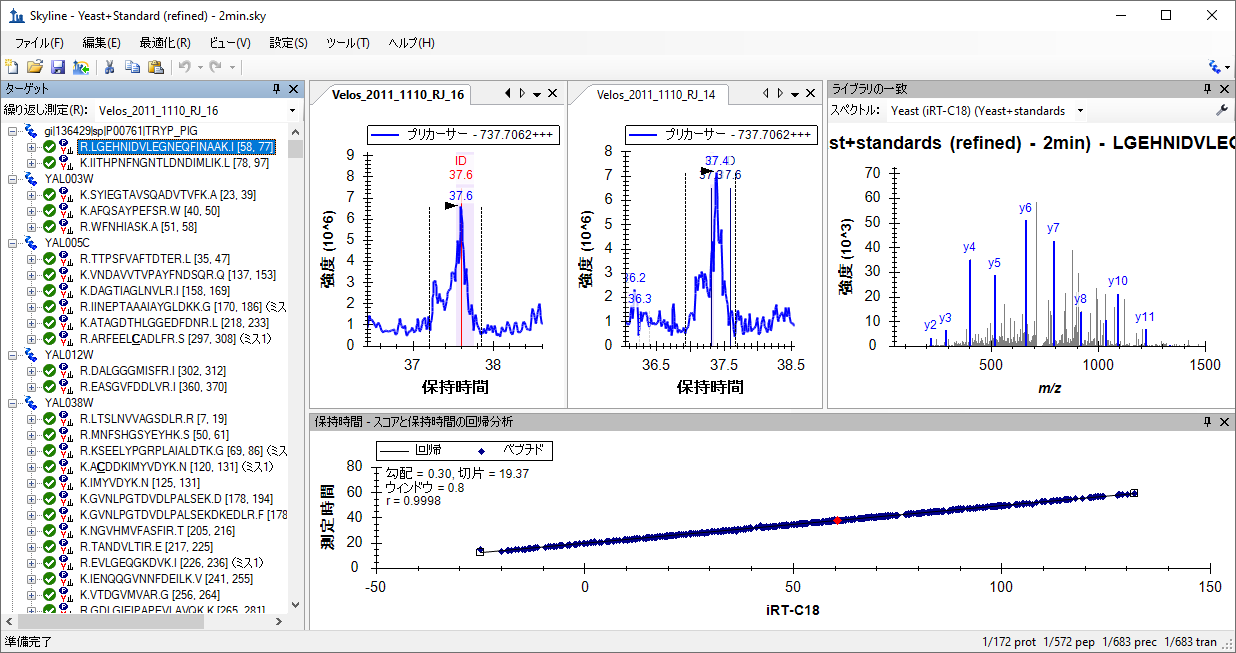 Skyline - Yeast+Standard (refined) - 2min.sky
ファイル(F) 編集(E) 最適化(R) ビュー(V) 設定(S) ツール(T) ヘルプ(H)
ターゲット
繰り返し測定(R): Velos_2011_1110_RJ_16
gi|136429|sp|P00761|TRYP_PIG
R.LGEHNIDVLEGNEQFINAAK.I [58, 77]
K.IITHPNFNGNTLDNDIMLIK.L [78, 97]
YAL003W
K.SYIEGTAVSQADVTVFK.A [23, 39]
K.AFQSAYPEFSR.W [40, 50]
R.WFNHIASK.A [51, 58]
YAL005C
R.TTPSFVAFTDTER.L [35, 47]
K.VNDAVVTVPAYFNDSQR.Q [137, 153]
K.DAGTIAGLNVLR.I [158, 169]
R.IINEPTAAAIAYGLDKK.G [170, 186] (ミス
K.ATAGDTHLGGEDFDNR.L [218, 233]
R.ARFEELCADLFR.S [297, 308] (ミス1)
YAL012W
R.DALGGGMISFR.I [302, 312]
R.EASGVFDDLVR.I [360, 370]
YAL038W
R.LTSLNVVAGSDLR.R [7, 19]
R.MNFSHGSYEYHK.S [50, 61]
R.KSEELYPGRPLAIALDTK.G [69, 86] (ミス
K.ACDDKIMYVDYK.N [120, 131] (ミス1)
K.IMYVDYK.N [125, 131]
K.GVNLPGTDVDLPALSEK.D [178, 194]
K.GVNLPGTDVDLPALSEKDKEDLR.F [178
K.NGVHMVFASFIR.T [205, 216]
R.TANDVLTIR.E [217, 225]
R.EVLGEQGKDVK.I [226, 236] (ミス1)
K.IENQQGVNNFDEILK.V [241, 255]
K.VTDGVMVAR.G [256, 264]
R.GDLGIEIPAPEVLAVQK.K [265, 281]
Velos_2011_1110_RJ_16
プリカーサー - 737.7062+++
ID
37.6
37.6
9
8
7
6
5
4
3
2
1
0
強度 (10^6)
37 38
保持時間
Velos_2011_1110_RJ_14
プリカーサー - 737.7062+++
37.4
37.6
36.2
36.3
8
7
6
5
4
3
2
1
0
強度 (10^6)
36.5 37.5 38.5
保持時間
ライブラリの一致
スペクトル: Yeast (iRT-C18) (Yeast+standards
st+standards (refined) - 2min) - LGEHNIDVLEG
70
60
50
40
30
20
10
0
強度 (10^3)
y2 y3 y4 y5 y6 y7 y8 y10 y11
500 1000 1500
m/z
保持時間 - スコアと保持時間の回帰分析
回帰 ペプチド
勾配 = 0.30, 切片 = 19.37
ウィンドウ = 0.8
r = 0.9998
80
60
40
20
0
測定時間
-50 0 50 100 150
iRT-C18
準備完了 1/172 prot 1/572 pep 1/683 prec 1/683 tran